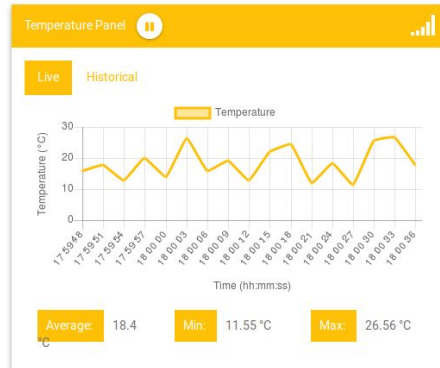 Temperature Panel
Live Historical
Temperature
30
20
10
0
Temperature (°C)
17:59:48 17:59:51 17:59:54 17:59:57 18:00:00 18:00:03 18:00:06 18:00:09 18:00:12 18:00:15 18:00:18 18:00:21 18:00:24 18:00:27 18:00:30 18:00:33 18:00:36
Time (hh:mm:ss)
Average: 18.4 Min: 11.55 °C Max: 26.56 °C
°C